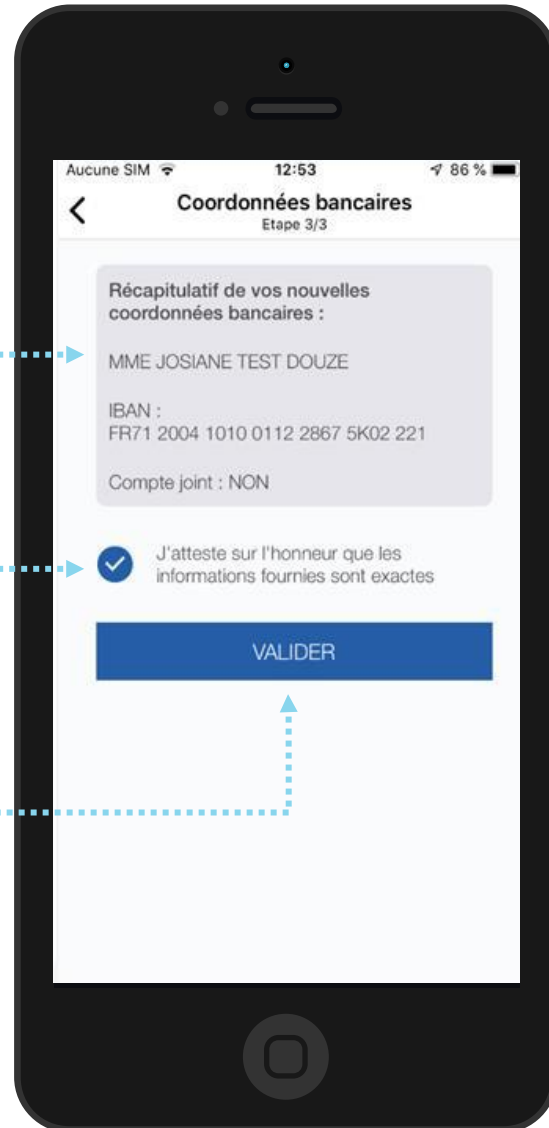 Aucune SIM 12:53 86 %
Coordonnées bancaires
Etape 3/3
Récapitulatif de vos nouvelles
coordonnées bancaires :
MME JOSIANE TEST DOUZE
IBAN :
FR71 2004 1010 0112 2867 5K02 221
Compte joint : NON
J'atteste sur l'honneur que les
informations fournies sont exactes
VALIDER